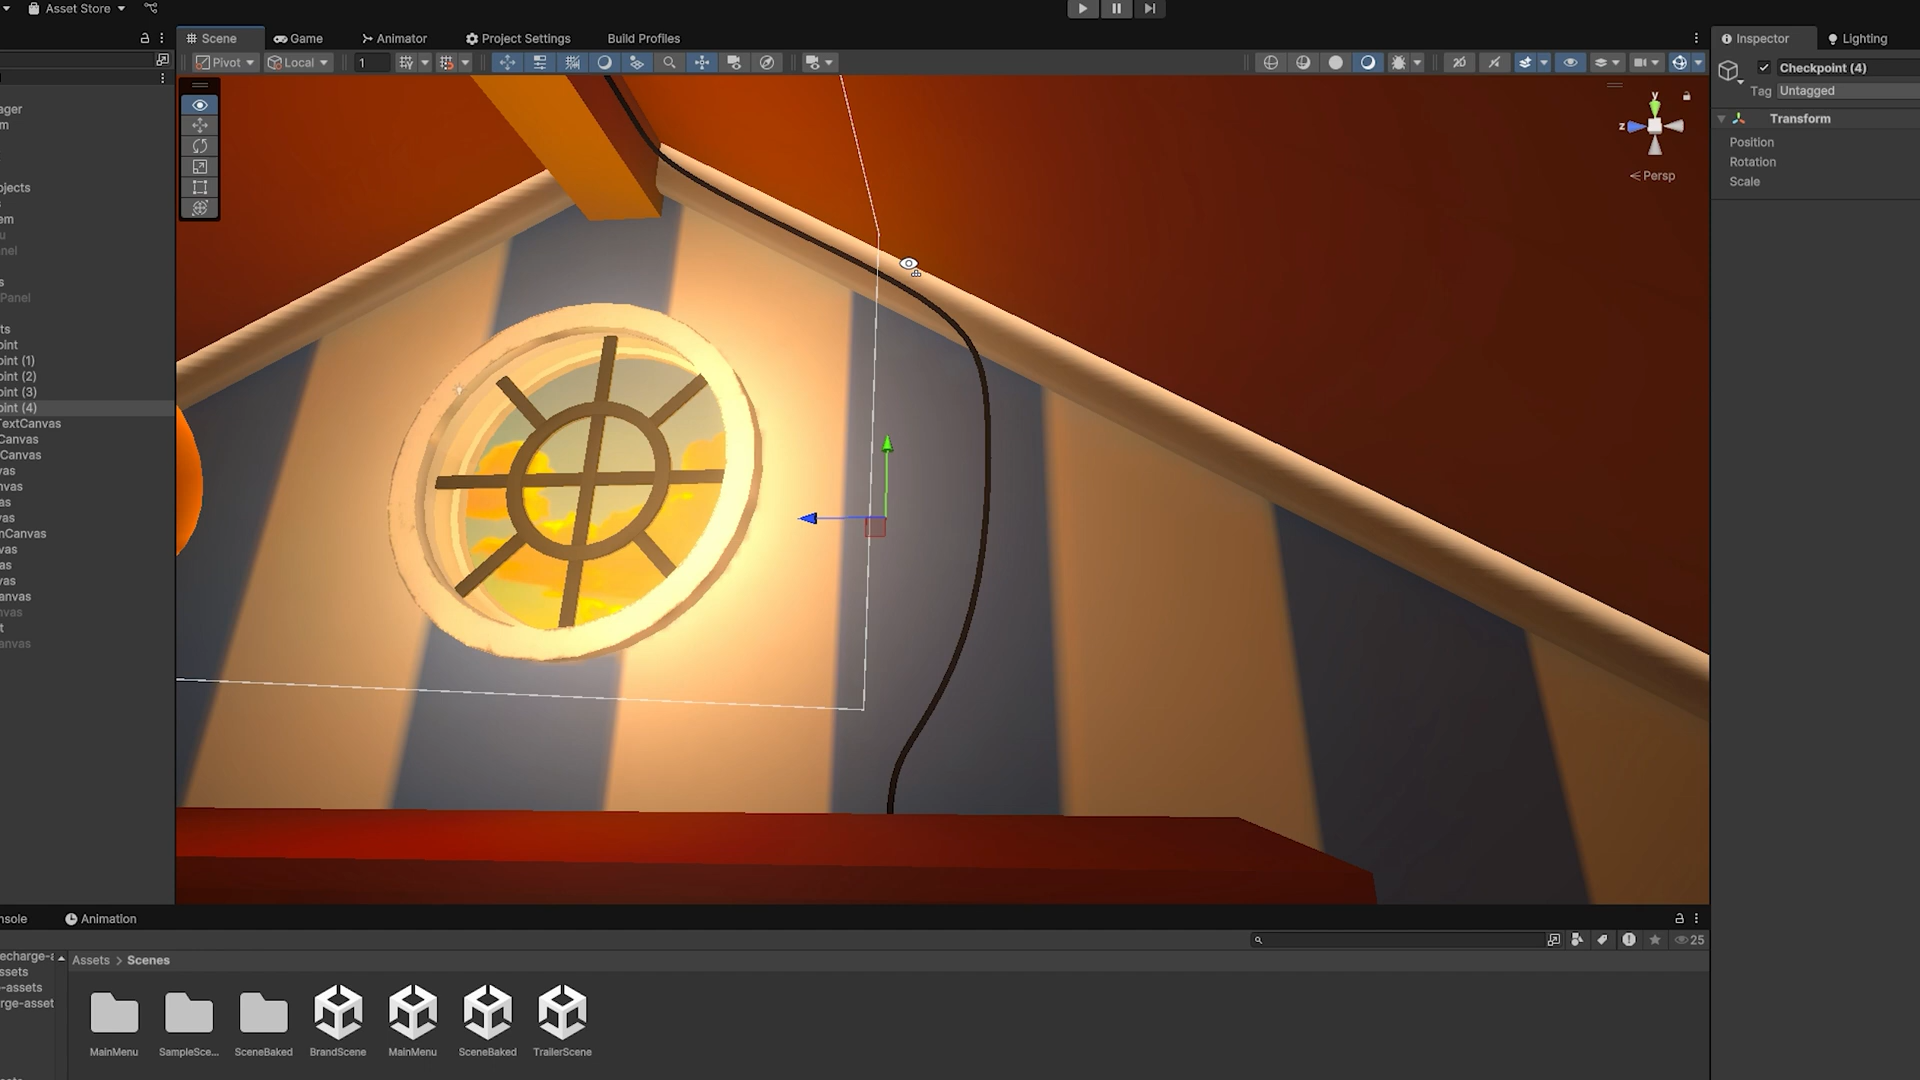 Asset Store
Scene
Game
Animator
Project Settings
Build Profiles
Inspector
Lighting
Pivot
Local
1
2D
Checkpoint (4)
Tag Untagged
Transform
Position
Rotation
Scale
y
z
Persp
ager
m
ojects
s
em
u
nel
s
Panel
ts
oint
oint (1)
oint (2)
oint (3)
oint (4)
TextCanvas
Canvas
Canvas
vas
nvas
as
vas
nCanvas
vas
as
vas
anvas
nvas
t
anvas
nsole
Animation
25
echarge-a
ssets
-assets
rge-asset
Assets > Scenes
MainMenu
SampleSce...
SceneBaked
BrandScene
MainMenu
SceneBaked
TrailerScene